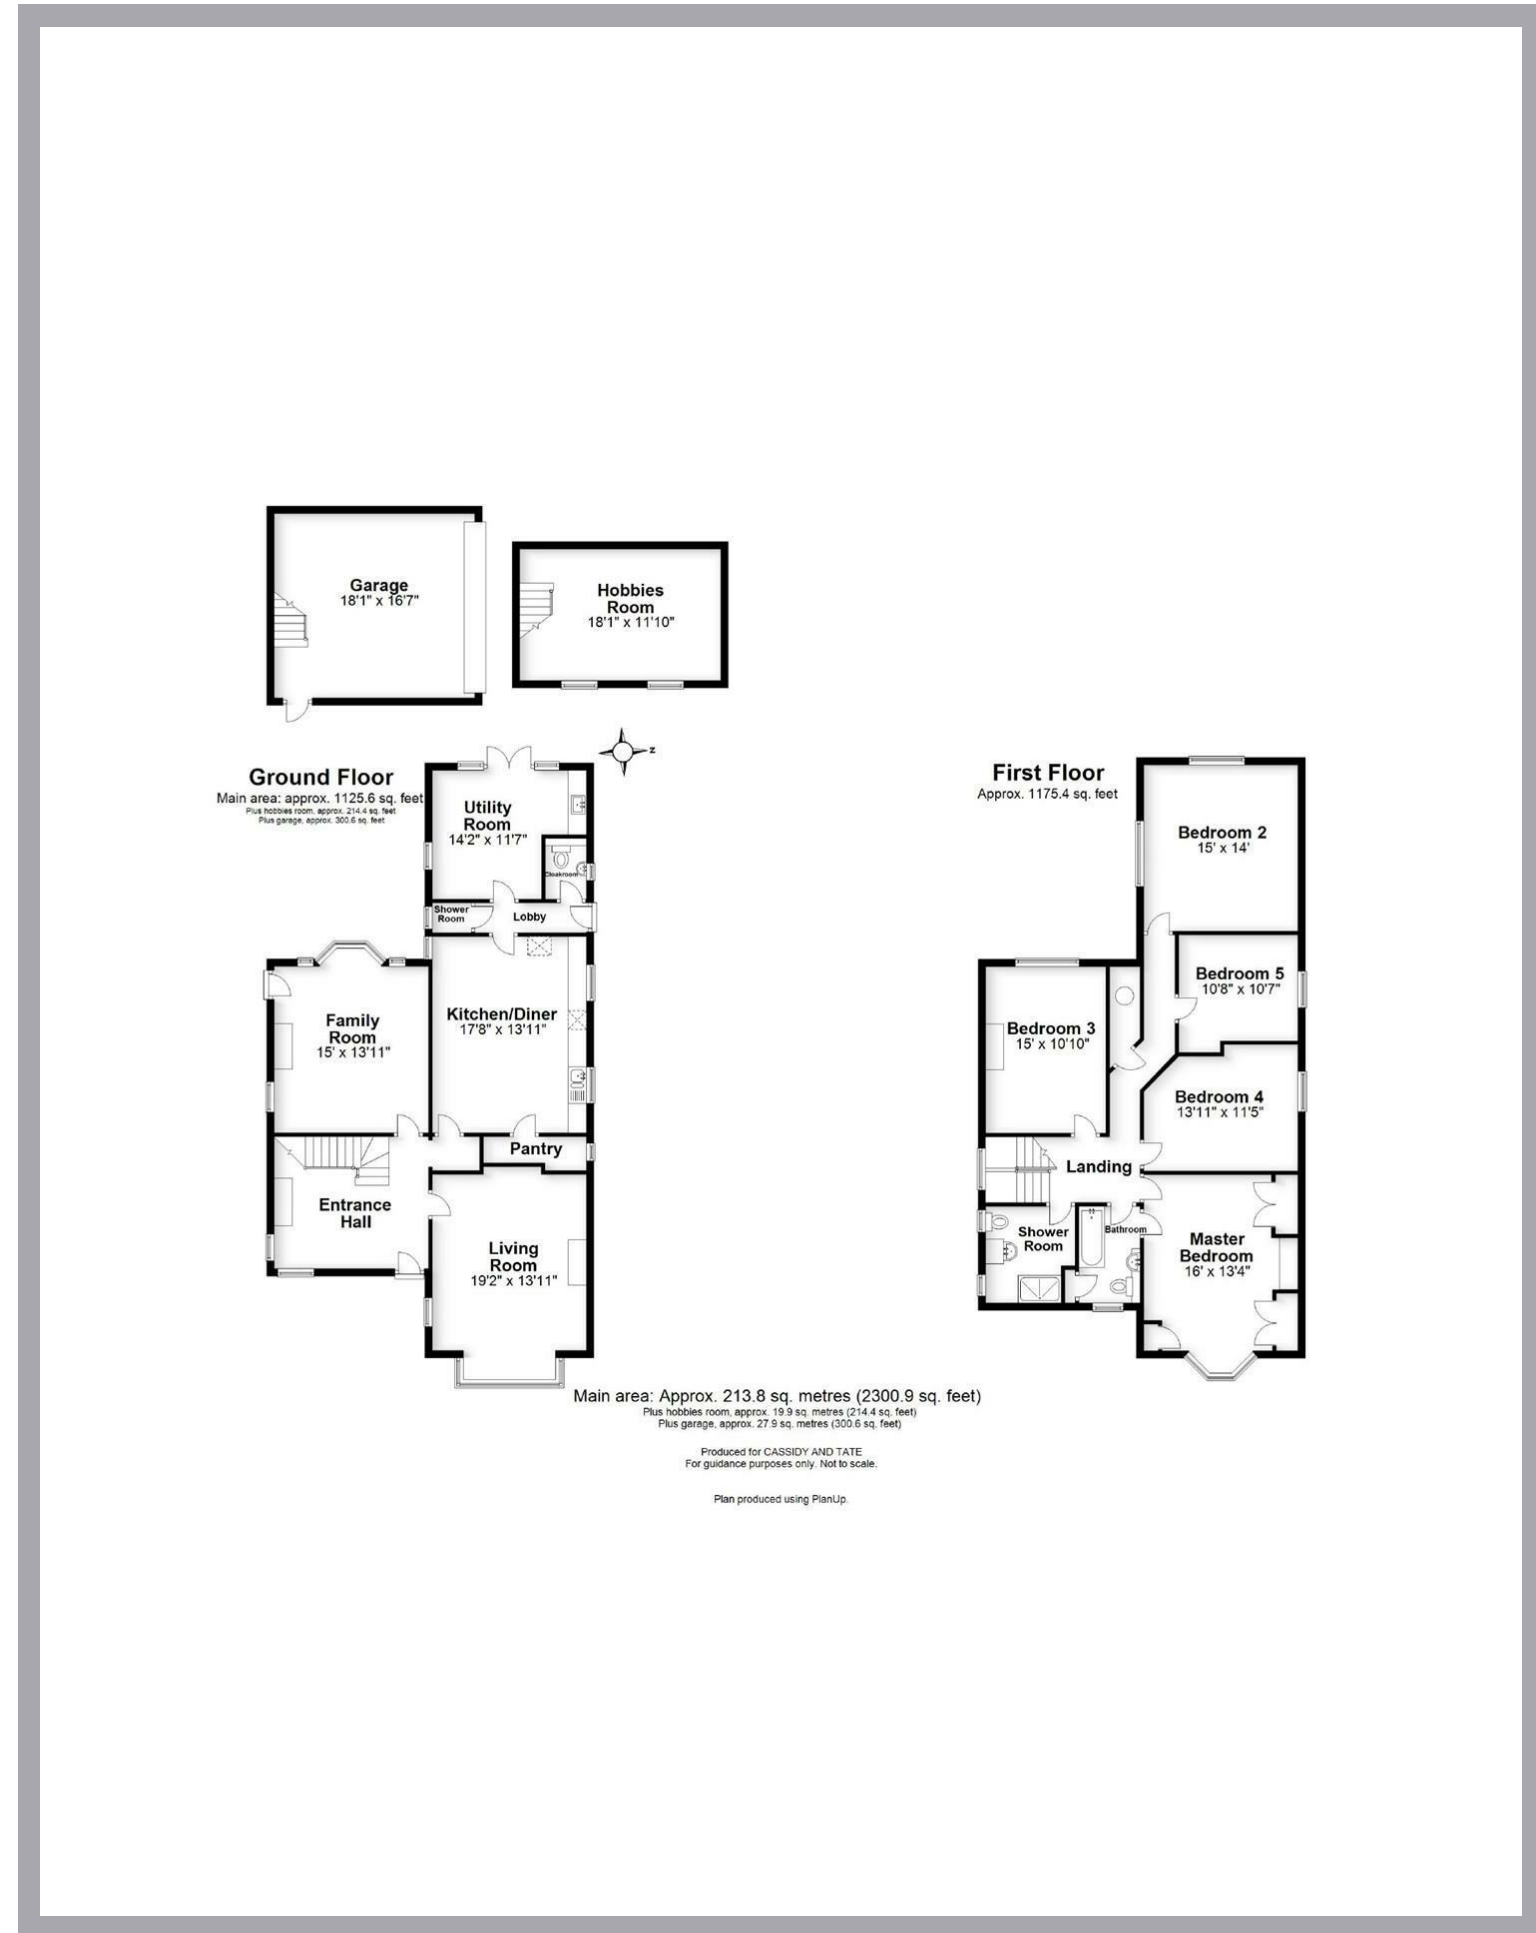 Garage
18'1" x 16'7"
Hobbies
Room
18'1" x 11'10"
Z
Ground Floor
Main area: approx. 1125.6 sq. feet
Plus hobbies room, approx. 214.4 sq. feet
Plus garage, approx. 300.6 sq. feet
Utility
Room
14'2" x 11'7"
Cloakroom
Shower
Room
Lobby
Kitchen/Diner
17'8" x 13'11"
Family
Room
15' x 13'11"
Pantry
Entrance
Hall
Living
Room
19'2" x 13'11"
First Floor
Approx. 1175.4 sq. feet
Bedroom 2
15' x 14'
Bedroom 5
10'8" x 10'7"
Bedroom 3
15' x 10'10"
Bedroom 4
13'11" x 11'5"
Landing
Shower
Room
Bathroom
Master
Bedroom
16' x 13'4"
Main area: Approx. 213.8 sq. metres (2300.9 sq. feet)
Plus hobbies room, approx. 19.9 sq. metres (214.4 sq. feet)
Plus garage, approx. 27.9 sq. metres (300.6 sq. feet)
Produced for CASSIDY AND TATE
For guidance purposes only. Not to scale.
Plan produced using PlanUp.